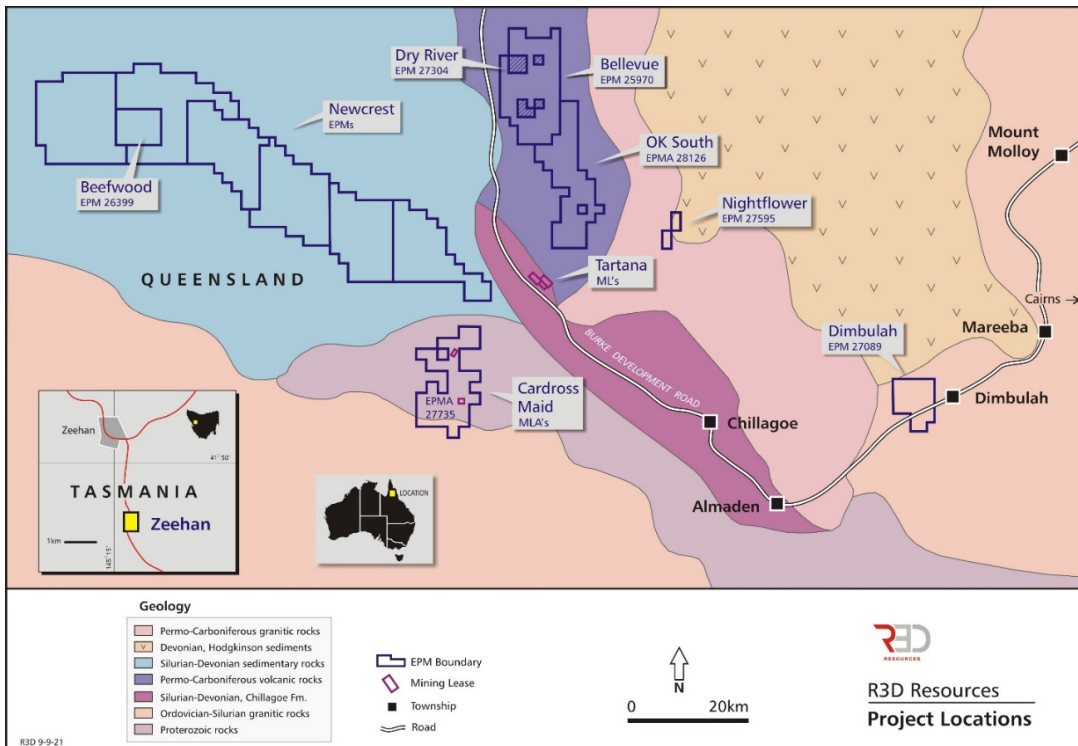 Dry River
EPM 27304
Bellevue
EPM 25970
Newcrest
EPMs
OK South
EPMA 28126
Mount
Molloy
Beefwood
EPM 26399
Nightflower
EPM 27595
QUEENSLAND
Tartana
ML's
Cairns →
Mareeba
Dimbulah
EPM 27089
BURKE DEVELOPMENT ROAD
EPMA
27735
Cardross
Maid
MLA's
Dimbulah
Chillagoe
Almaden
Zeehan
41° 50'
TASMANIA
Zeehan
1km
145° 15'
LOCATION
Geology
Permo-Carboniferous granitic rocks
Devonian, Hodgkinson sediments
Silurian-Devonian sedimentary rocks
Permo-Carboniferous volcanic rocks
Silurian-Devonian, Chillagoe Fm.
Ordovician-Silurian granitic rocks
Proterozoic rocks
EPM Boundary
Mining Lease
Township
Road
N
0 20km
R3D
RESOURCES
R3D Resources
Project Locations
R3D 9-9-21